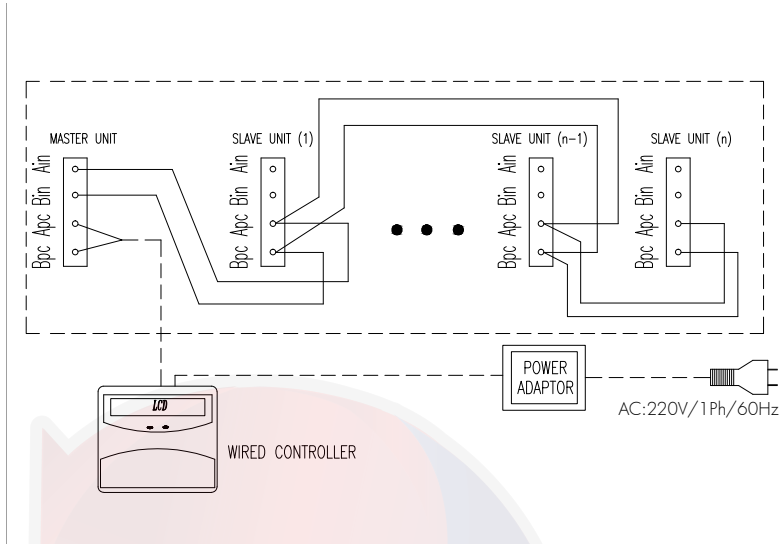 MASTER UNIT
Ain
Bin
Apc
Bpc
SLAVE UNIT (1)
Ain
Bin
Apc
Bpc
SLAVE UNIT (n-1)
Ain
Bin
Apc
Bpc
SLAVE UNIT (n)
Ain
Bin
Apc
Bpc
LCD
WIRED CONTROLLER
POWER
ADAPTOR
AC:220V/1Ph/60Hz